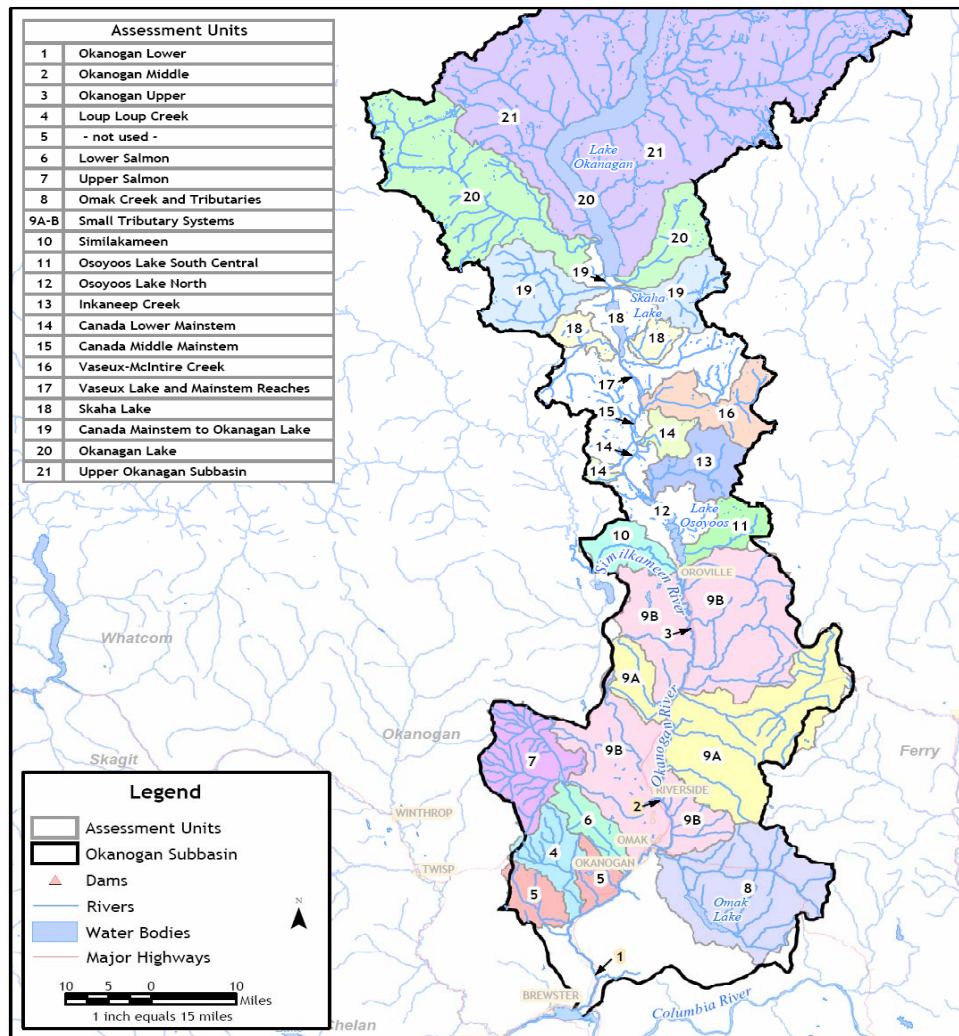 Assessment Units
1 Okanogan Lower
2 Okanogan Middle
3 Okanogan Upper
4 Loup Loup Creek
5 - not used -
6 Lower Salmon
7 Upper Salmon
8 Omak Creek and Tributaries
9A-B Small Tributary Systems
10 Similakameen
11 Osoyoos Lake South Central
12 Osoyoos Lake North
13 Inkaneep Creek
14 Canada Lower Mainstem
15 Canada Middle Mainstem
16 Vaseux-McIntire Creek
17 Vaseux Lake and Mainstem Reaches
18 Skaha Lake
19 Canada Mainstem to Okanagan Lake
20 Okanagan Lake
21 Upper Okanagan Subbasin
21
Lake
Okanagan
21
20
20
20
19
19
Skaha
Lake
19
18
18
18
17
16
15
14
14
13
14
12
Lake
Osoyoos
11
10
Similkameen River
OROVILLE
9B
9B
3
9A
Okanogan River
9A
9B
7
RIVERSIDE
2
9B
6
OMAK
4
OKANOGAN
5
5
8
Omak
Lake
1
BREWSTER
Columbia River
Whatcom
Skagit
Okanogan
Ferry
WINTHROP
TWISP
Chelan
Legend
Assessment Units
Okanogan Subbasin
Dams
Rivers
Water Bodies
Major Highways
N
10 5 0 10
Miles
1 inch equals 15 miles